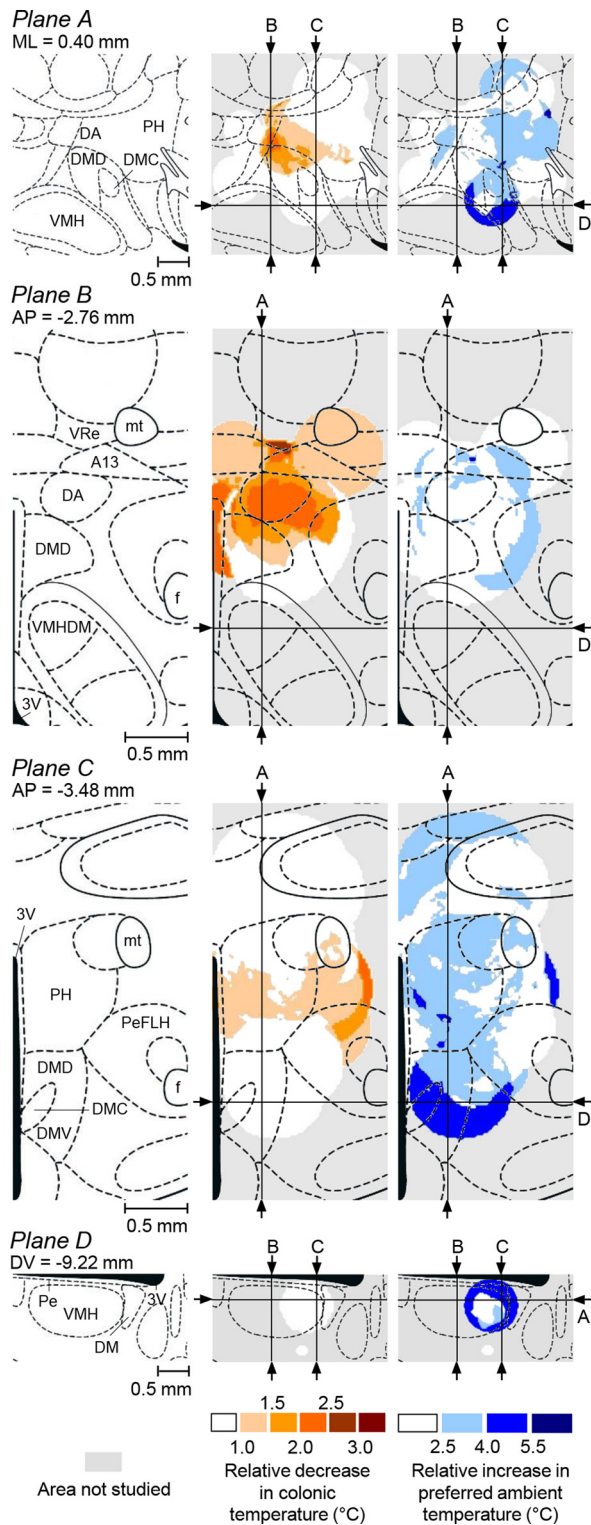 Plane A
ML = 0.40 mm
B C B C
DA PH
DMD DMC
VMH
D
0.5 mm
Plane B
AP = -2.76 mm
A A
VRe mt
A13
DA
DMD
f
VMHDM
D
3V
0.5 mm
Plane C
AP = -3.48 mm
A A
3V
mt
PH
PeFLH
DMD
f
DMC
D
DMV
0.5 mm
Plane D
DV = -9.22 mm
B C B C
Pe
3V
VMH
A
DM
0.5 mm
1.5 2.5
1.0 2.0 3.0
2.5 4.0 5.5
Area not studied
Relative decrease
in colonic
temperature (°C)
Relative increase in
preferred ambient
temperature (°C)